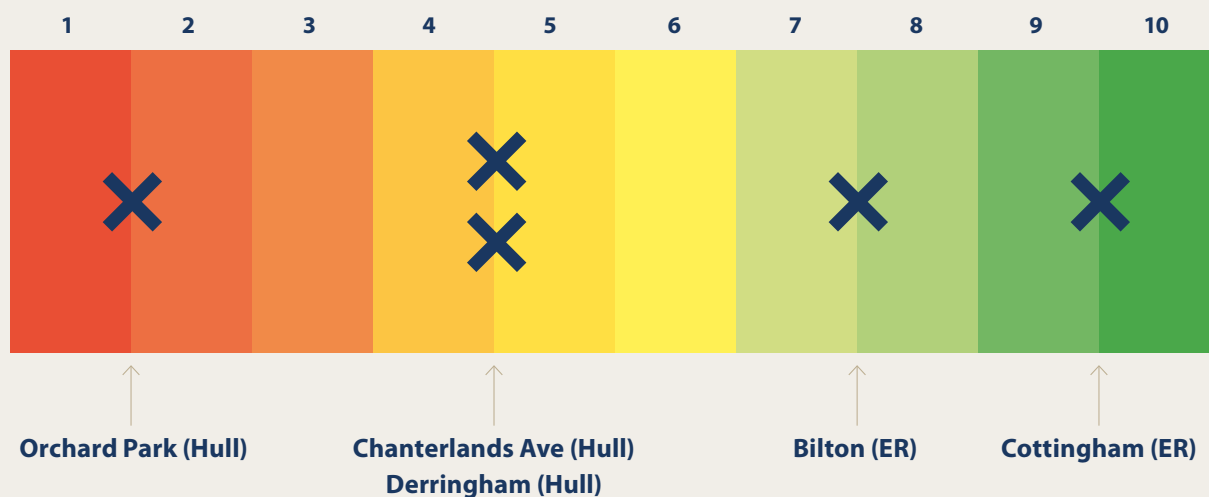 1 2 3 4 5 6 7 8 9 10
Orchard Park (Hull) Chanterlands Ave (Hull) Bilton (ER) Cottingham (ER)
Derringham (Hull)